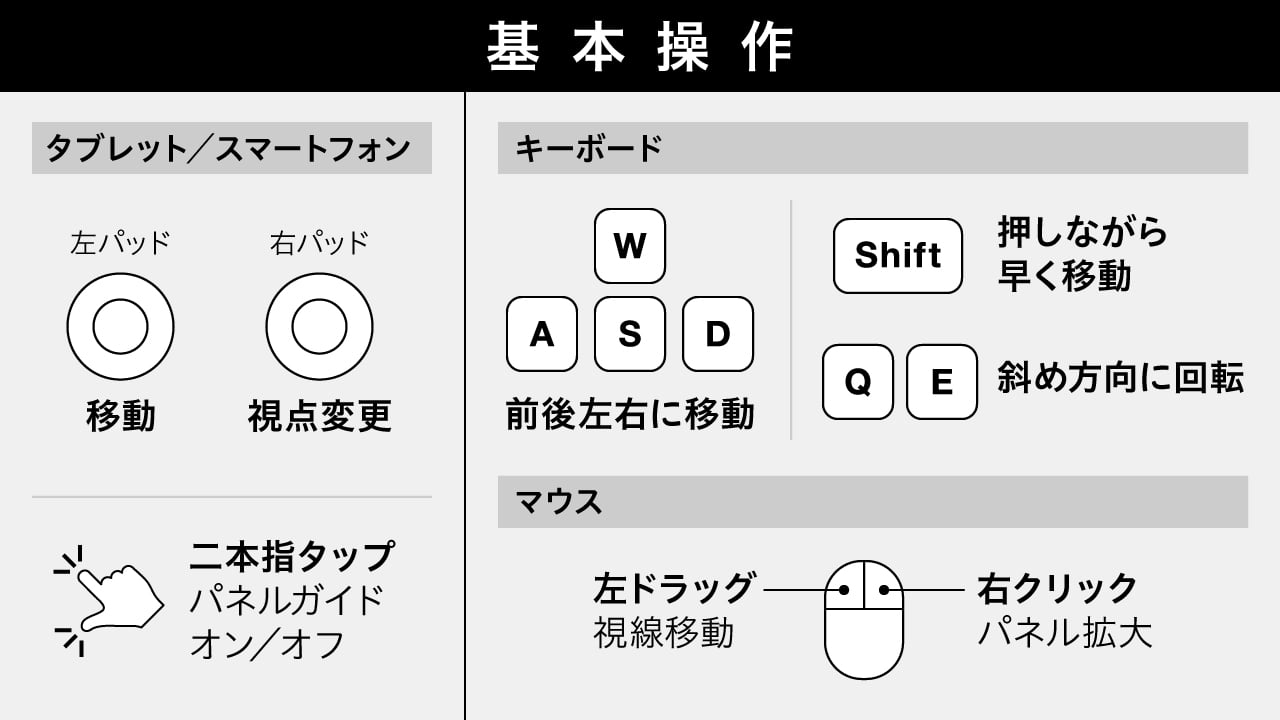 基本操作
タブレット／スマートフォン
左パッド
右パッド
移動
視点変更
二本指タップ
パネルガイド
オン／オフ
キーボード
W
A S D
前後左右に移動
Shift
押しながら
早く移動
Q E
斜め方向に回転
マウス
左ドラッグ
視線移動
右クリック
パネル拡大